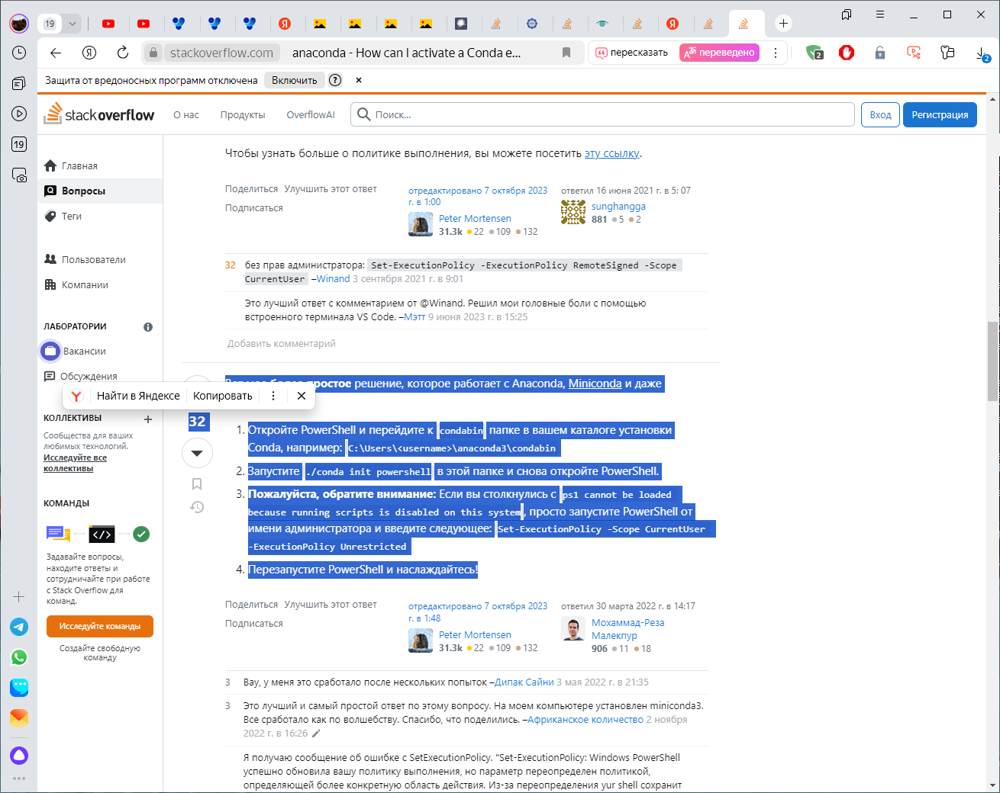 19
stackoverflow.com
anaconda - How can I activate a Conda e...
пересказать
переведено
2
2
Защита от вредоносных программ отключена
Включить
?
19
stack overflow
О нас
Продукты
OverflowAI
Поиск...
Вход
Регистрация
Главная
Вопросы
Теги
Пользователи
Компании
ЛАБОРАТОРИИ
Вакансии
Обсуждения
КОЛЛЕКТИВЫ
Сообщества для ваших
любимых технологий.
Исследуйте все
коллективы
КОМАНДЫ
Задавайте вопросы,
находите ответы и
сотрудничайте при работе
с Stack Overflow для
команд.
Исследуйте команды
Создайте свободную
команду
Найти в Яндексе
Копировать
Чтобы узнать больше о политике выполнения, вы можете посетить эту ссылку.
Поделиться Улучшить этот ответ
Подписаться
отредактировано 7 октября 2023
г. в 1:00
Peter Mortensen
31.3k 22 109 132
ответил 16 июня 2021 г. в 5: 07
sunghangga
881 5 2
32 без прав администратора: Set-ExecutionPolicy -ExecutionPolicy RemoteSigned -Scope
CurrentUser –Winand 3 сентября 2021 г. в 9:01
Это лучший ответ с комментарием от @Winand. Решил мои головные боли с помощью
встроенного терминала VS Code. –Мэтт 9 июня 2023 г. в 15:25
Добавить комментарий
простое решение, которое работает с Anaconda, Miniconda и даже
32
1. Откройте PowerShell и перейдите к condabin папке в вашем каталоге установки
Conda, например: C:\Users\<username>\anaconda3\condabin
2. Запустите ./conda init powershell в этой папке и снова откройте PowerShell.
3. Пожалуйста, обратите внимание: Если вы столкнулись с ps1 cannot be loaded
because running scripts is disabled on this system, просто запустите PowerShell от
имени администратора и введите следующее: Set-ExecutionPolicy -Scope CurrentUser
-ExecutionPolicy Unrestricted
4. Перезапустите PowerShell и наслаждайтесь!
Поделиться Улучшить этот ответ
Подписаться
отредактировано 7 октября 2023
г. в 1:48
Peter Mortensen
31.3k 22 109 132
ответил 30 марта 2022 г. в 14:17
Мохаммад-Реза
Малекпур
906 11 18
3 Вау, у меня это сработало после нескольких попыток –Дипак Сайни 3 мая 2022 г. в 21:35
3 Это лучший и самый простой ответ по этому вопросу. На моем компьютере установлен miniconda3.
Все сработало как по волшебству. Спасибо, что поделились. –Африканское количество 2 ноября
2022 г. в 16:26
Я получаю сообщение об ошибке с SetExecutionPolicy. "Set-ExecutionPolicy: Windows PowerShell
успешно обновила вашу политику выполнения, но параметр переопределен политикой,
определяющей более конкретную область действия. Из-за переопределения yur shell сохранит